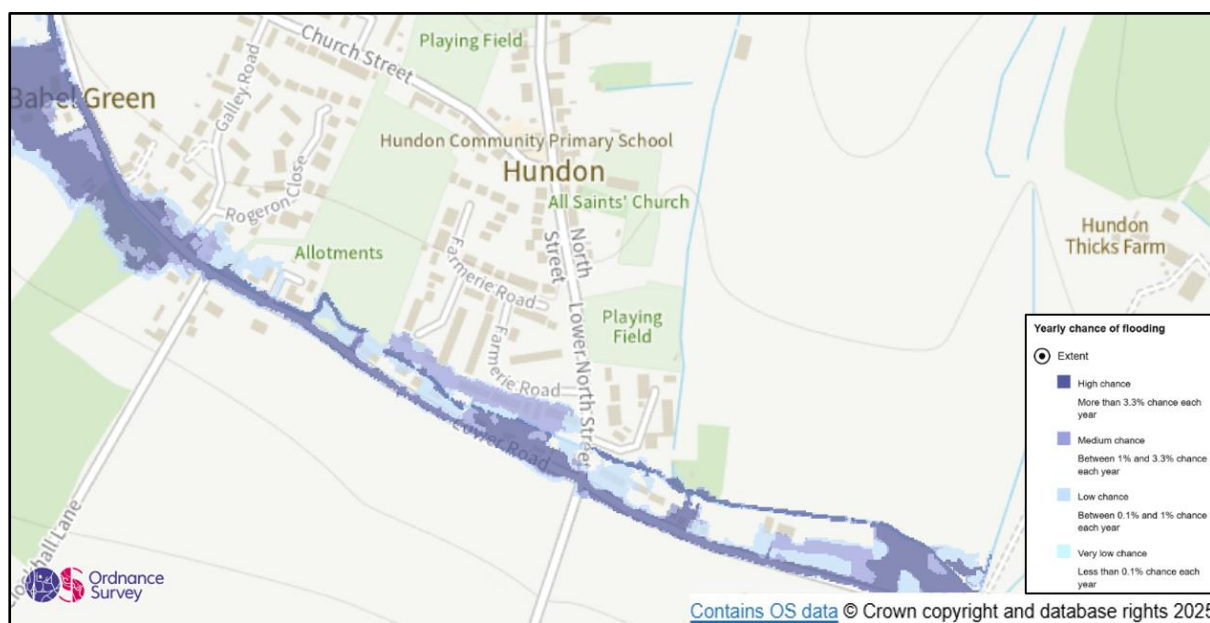 Playing Field
Church Street
Babel Green
Galley Road
Hundon Community Primary School
Hundon
Rogeron Close
All Saints' Church
Hundon
Thicks Farm
Allotments
North
Street
Farmerie Road
Lower North Street
Playing
Field
Farmerie Road
Lower Road
Yearly chance of flooding
Extent
High chance
More than 3.3% chance each
year
Medium chance
Between 1% and 3.3% chance
each year
Low chance
Between 0.1% and 1% chance
each year
Very low chance
Less than 0.1% chance each
year
Ordnance
Survey
Contains OS data © Crown copyright and database rights 2025